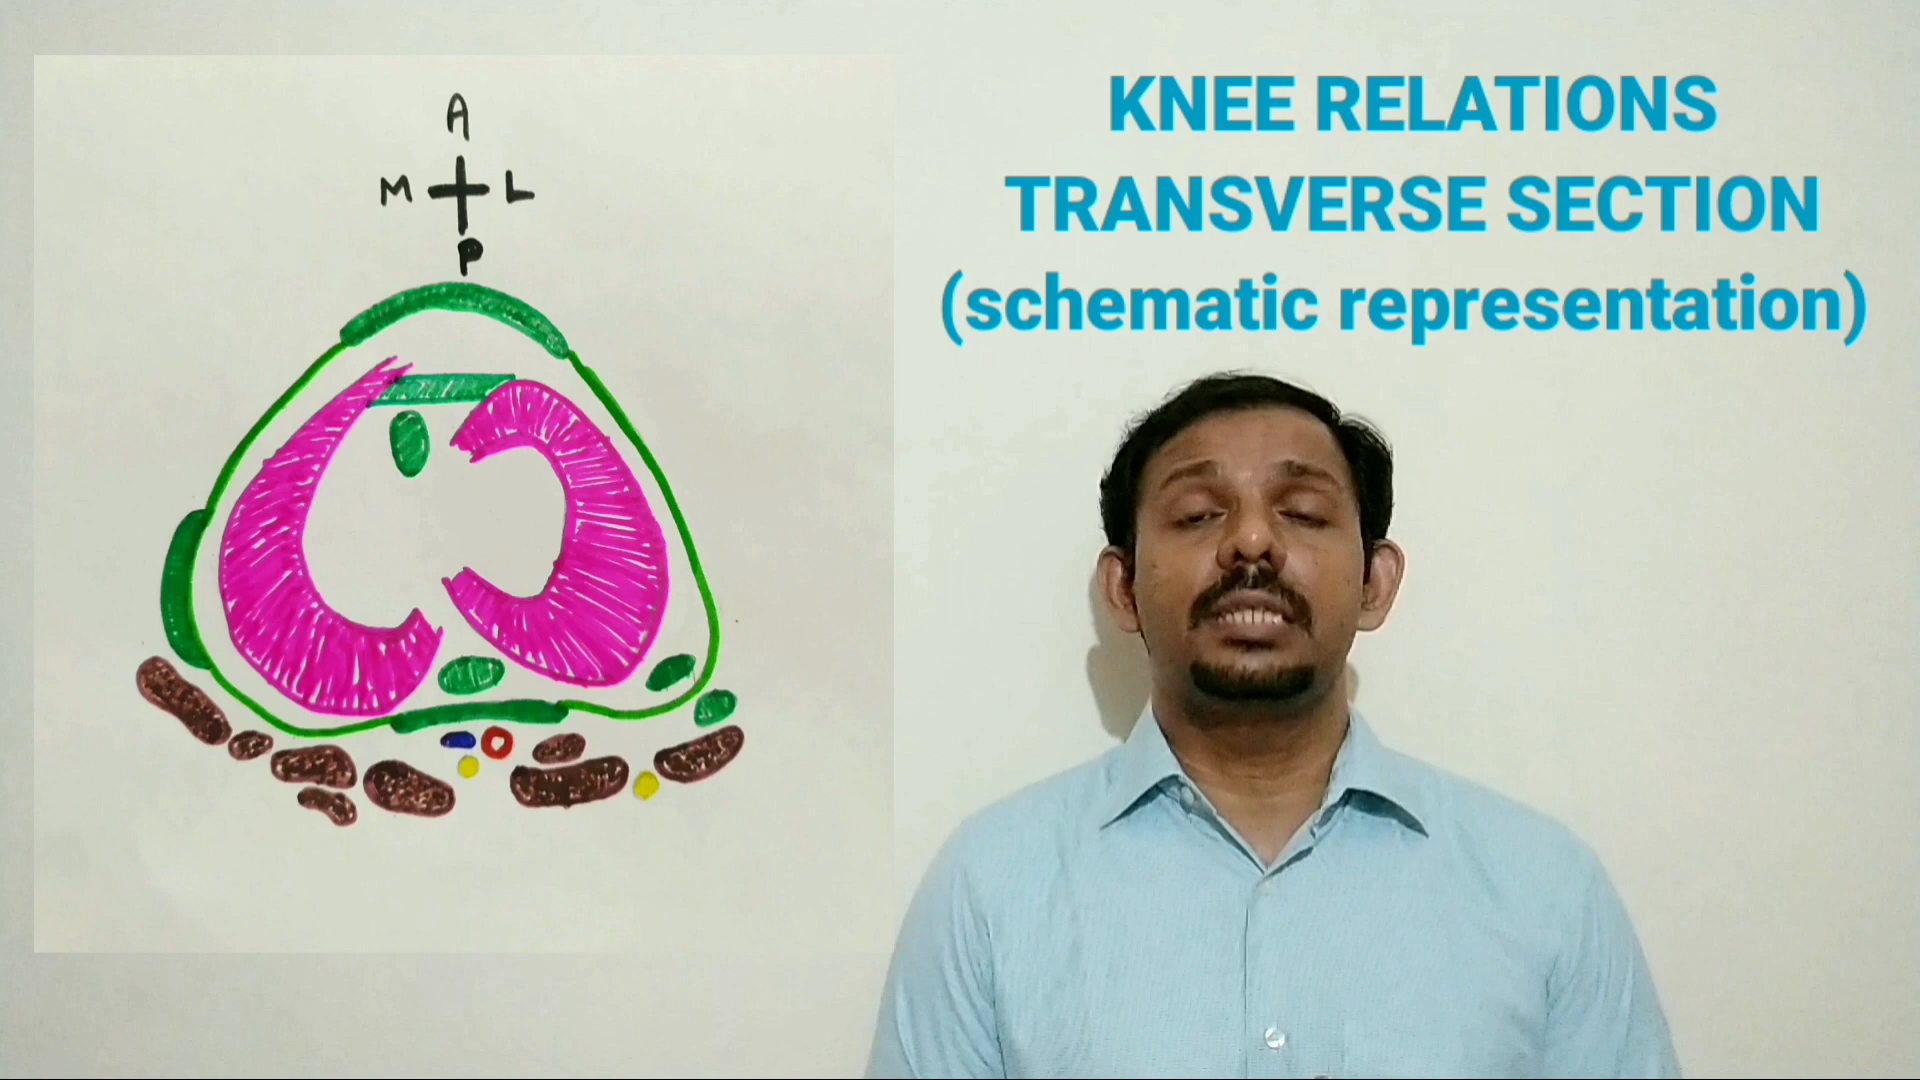 A
M L
P
KNEE RELATIONS
TRANSVERSE SECTION
(schematic representation)